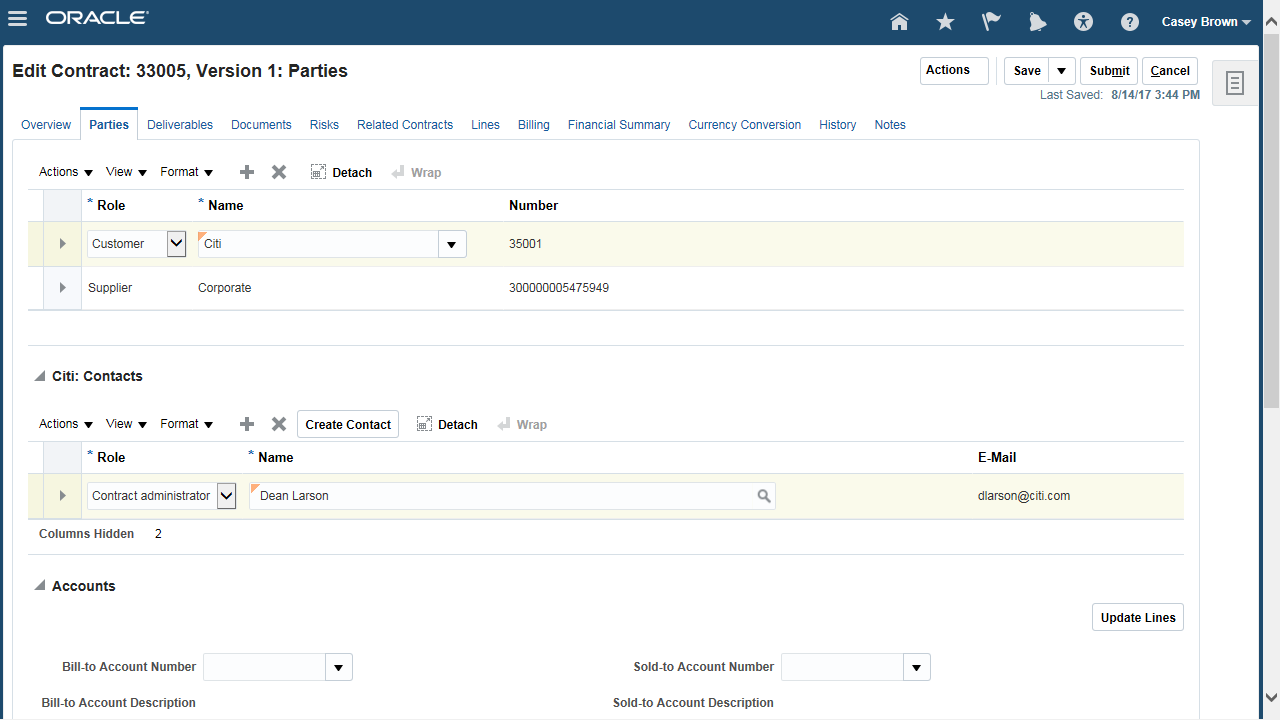 ORACLE
Casey Brown
Edit Contract: 33005, Version 1: Parties
Actions Save Submit Cancel
Last Saved: 8/14/17 3:44 PM
Overview Parties Deliverables Documents Risks Related Contracts Lines Billing Financial Summary Currency Conversion History Notes
Actions View Format Detach Wrap
* Role * Name Number
Customer Citi 35001
Supplier Corporate 300000005475949
Citi: Contacts
Actions View Format Create Contact Detach Wrap
* Role * Name E-Mail
Contract administrator Dean Larson dlarson@citi.com
Columns Hidden 2
Accounts
Update Lines
Bill-to Account Number Sold-to Account Number
Bill-to Account Description Sold-to Account Description